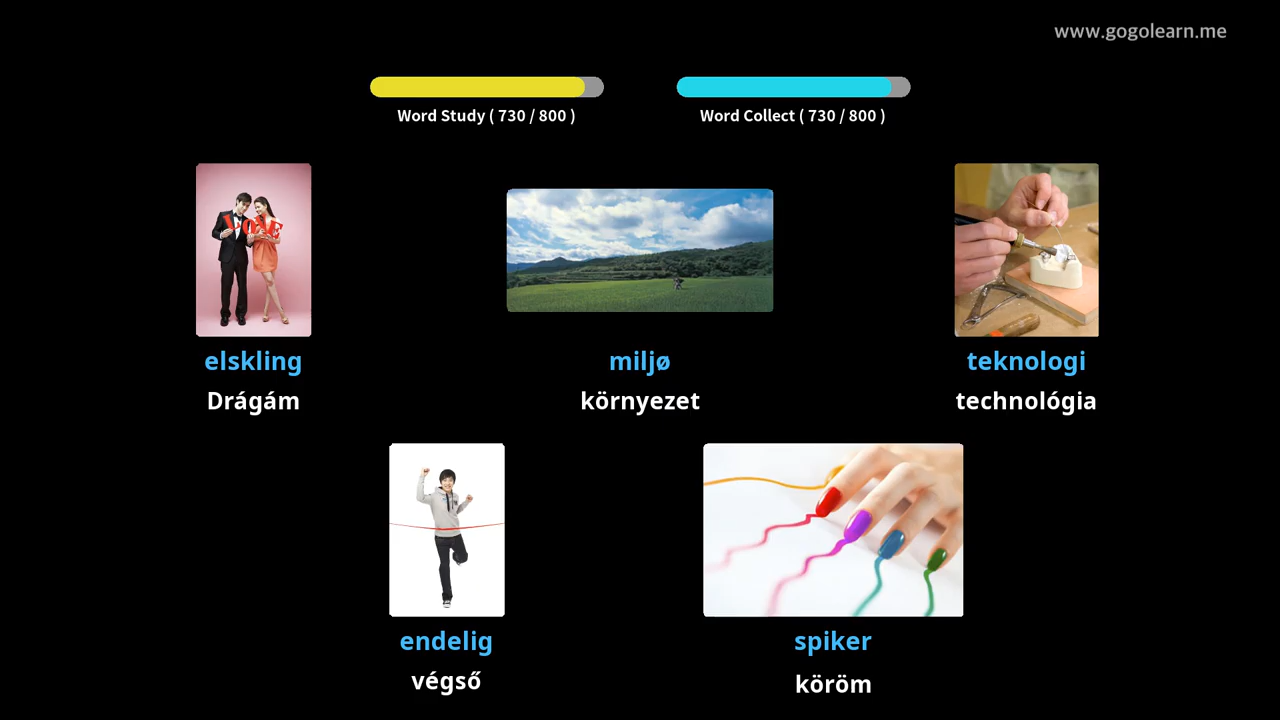 www.gogolearn.me
Word Study ( 730 / 800 )
Word Collect ( 730 / 800 )
LOVE
elskling
Drágám
miljø
környezet
teknologi
technológia
endelig
végső
spiker
köröm